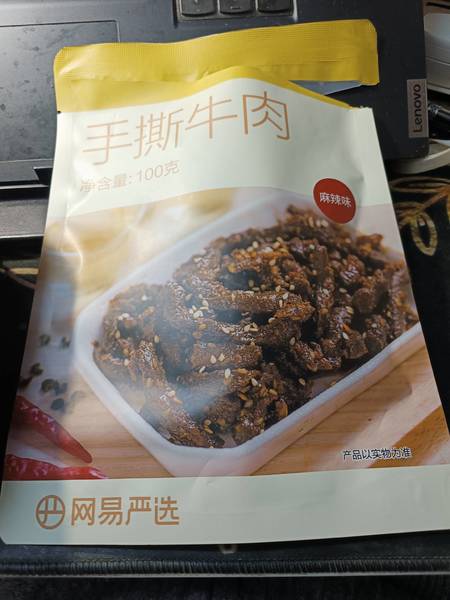 Lenovo
手撕牛肉
净含量:100克
麻辣味
产品以实物为准
网易严选